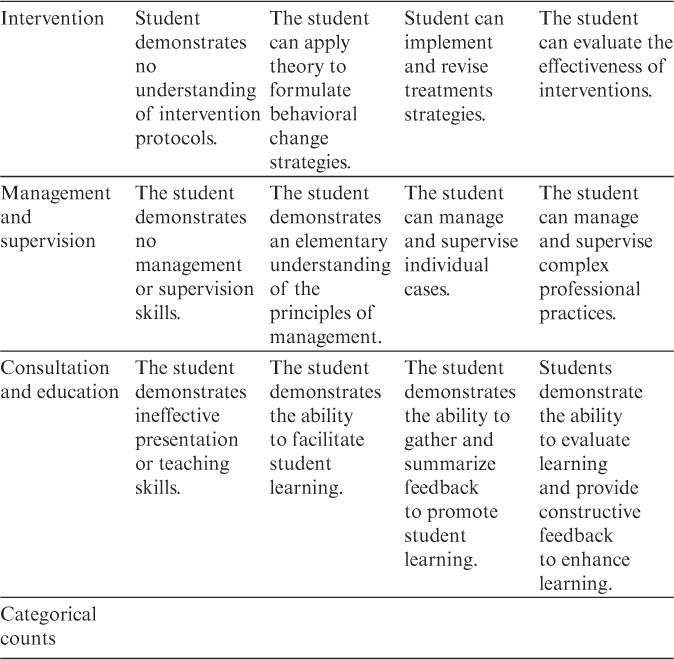 Intervention
Student
demonstrates
no
understanding
of intervention
protocols.
The student
can apply
theory to
formulate
behavioral
change
strategies.
Student can
implement
and revise
treatments
strategies.
The student
can evaluate the
effectiveness of
interventions.
Management
and
supervision
The student
demonstrates
no
management
or supervision
skills.
The student
demonstrates
an elementary
understanding
of the
principles of
management.
The student
can manage
and supervise
individual
cases.
The student
can manage
and supervise
complex
professional
practices.
Consultation
and education
The student
demonstrates
ineffective
presentation
or teaching
skills.
The student
demonstrates
the ability
to facilitate
student
learning.
The student
demonstrates
the ability to
gather and
summarize
feedback
to promote
student
learning.
Students
demonstrate
the ability
to evaluate
learning
and provide
constructive
feedback
to enhance
learning.
Categorical
counts